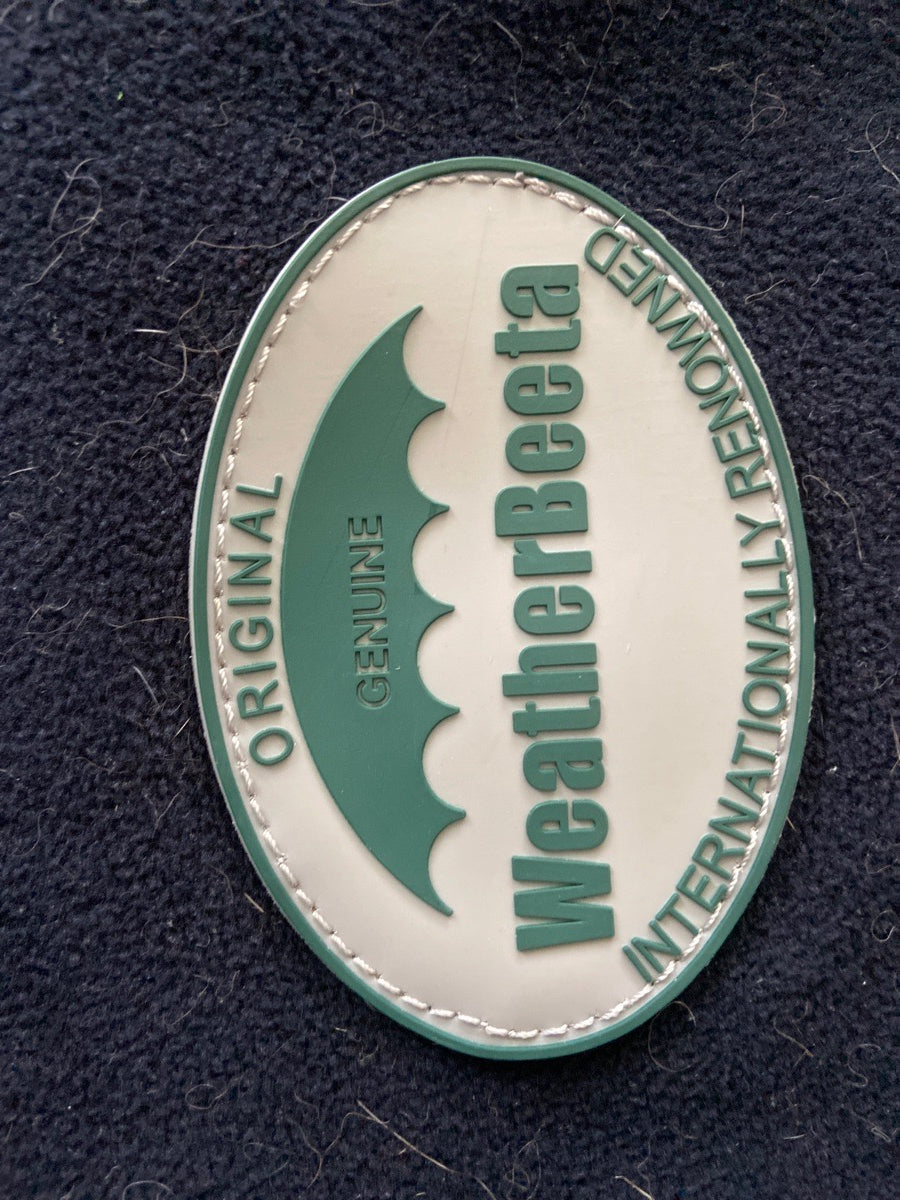 ORIGINAL
GENUINE
WeatherBeeta
INTERNATIONALLY RENOWNED